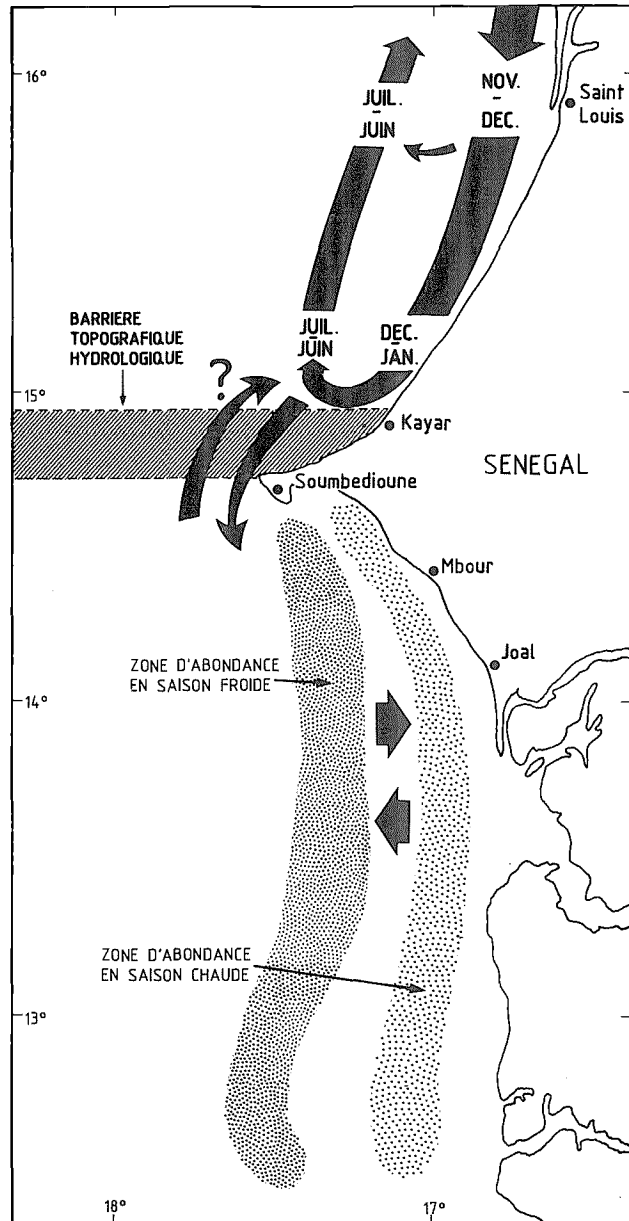 16°
JUIL.
-
JUIN
NOV.
-
DEC.
Saint
Louis
BARRIERE
TOPOGRAFIQUE
HYDROLOGIQUE
?
JUIL.
JUIN
DEC.
-
JAN.
15°
Kayar
SENEGAL
Soumbedioune
Mbour
Joal
ZONE D'ABONDANCE
EN SAISON FROIDE
14°
ZONE D'ABONDANCE
EN SAISON CHAUDE
13°
18°
17°